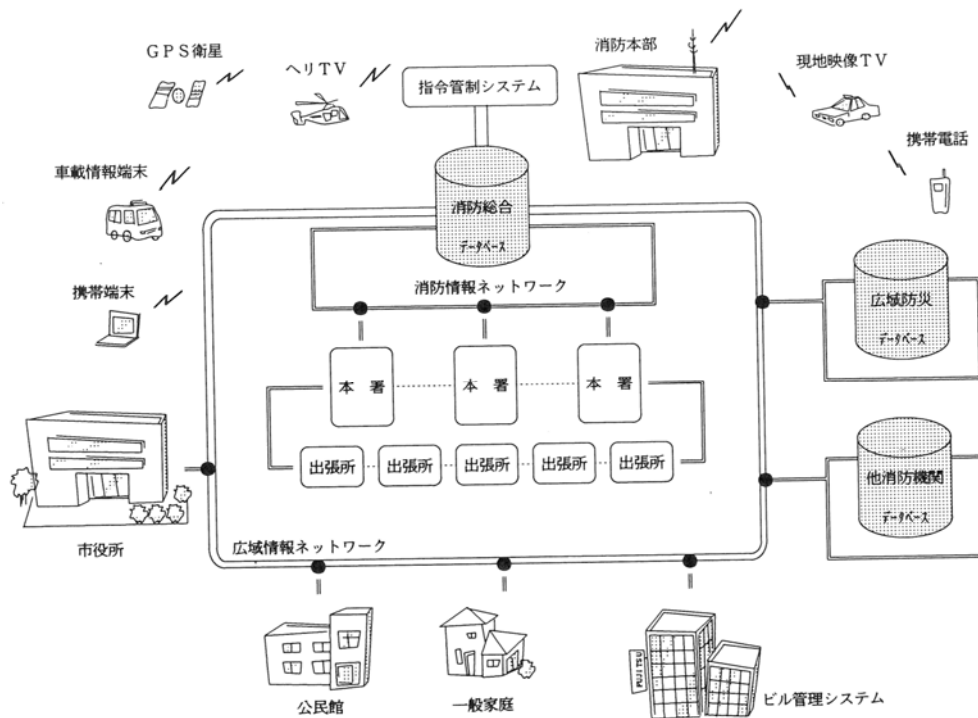 GPS衛星
ヘリTV
指令管制システム
消防本部
現地映像TV
携帯電話
車載情報端末
消防総合
データベース
消防情報ネットワーク
携帯端末
広域防災
データベース
本署
本署
本署
出張所
出張所
出張所
出張所
出張所
他消防機関
データベース
市役所
広域情報ネットワーク
FUJITSU
公民館
一般家庭
ビル管理システム